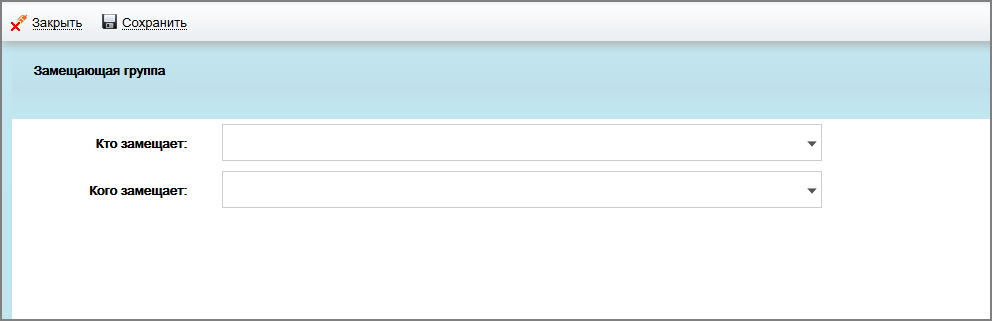 Закрыть Сохранить
Замещающая группа
Кто замещает:
Кого замещает: